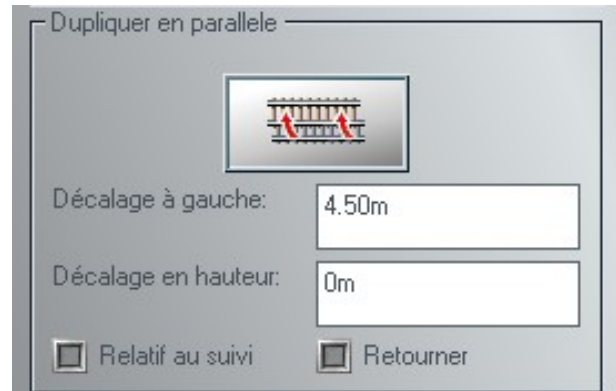 Dupliquer en parallele
Décalage à gauche: 4.50m
Décalage en hauteur: 0m
Relatif au suivi Retourner